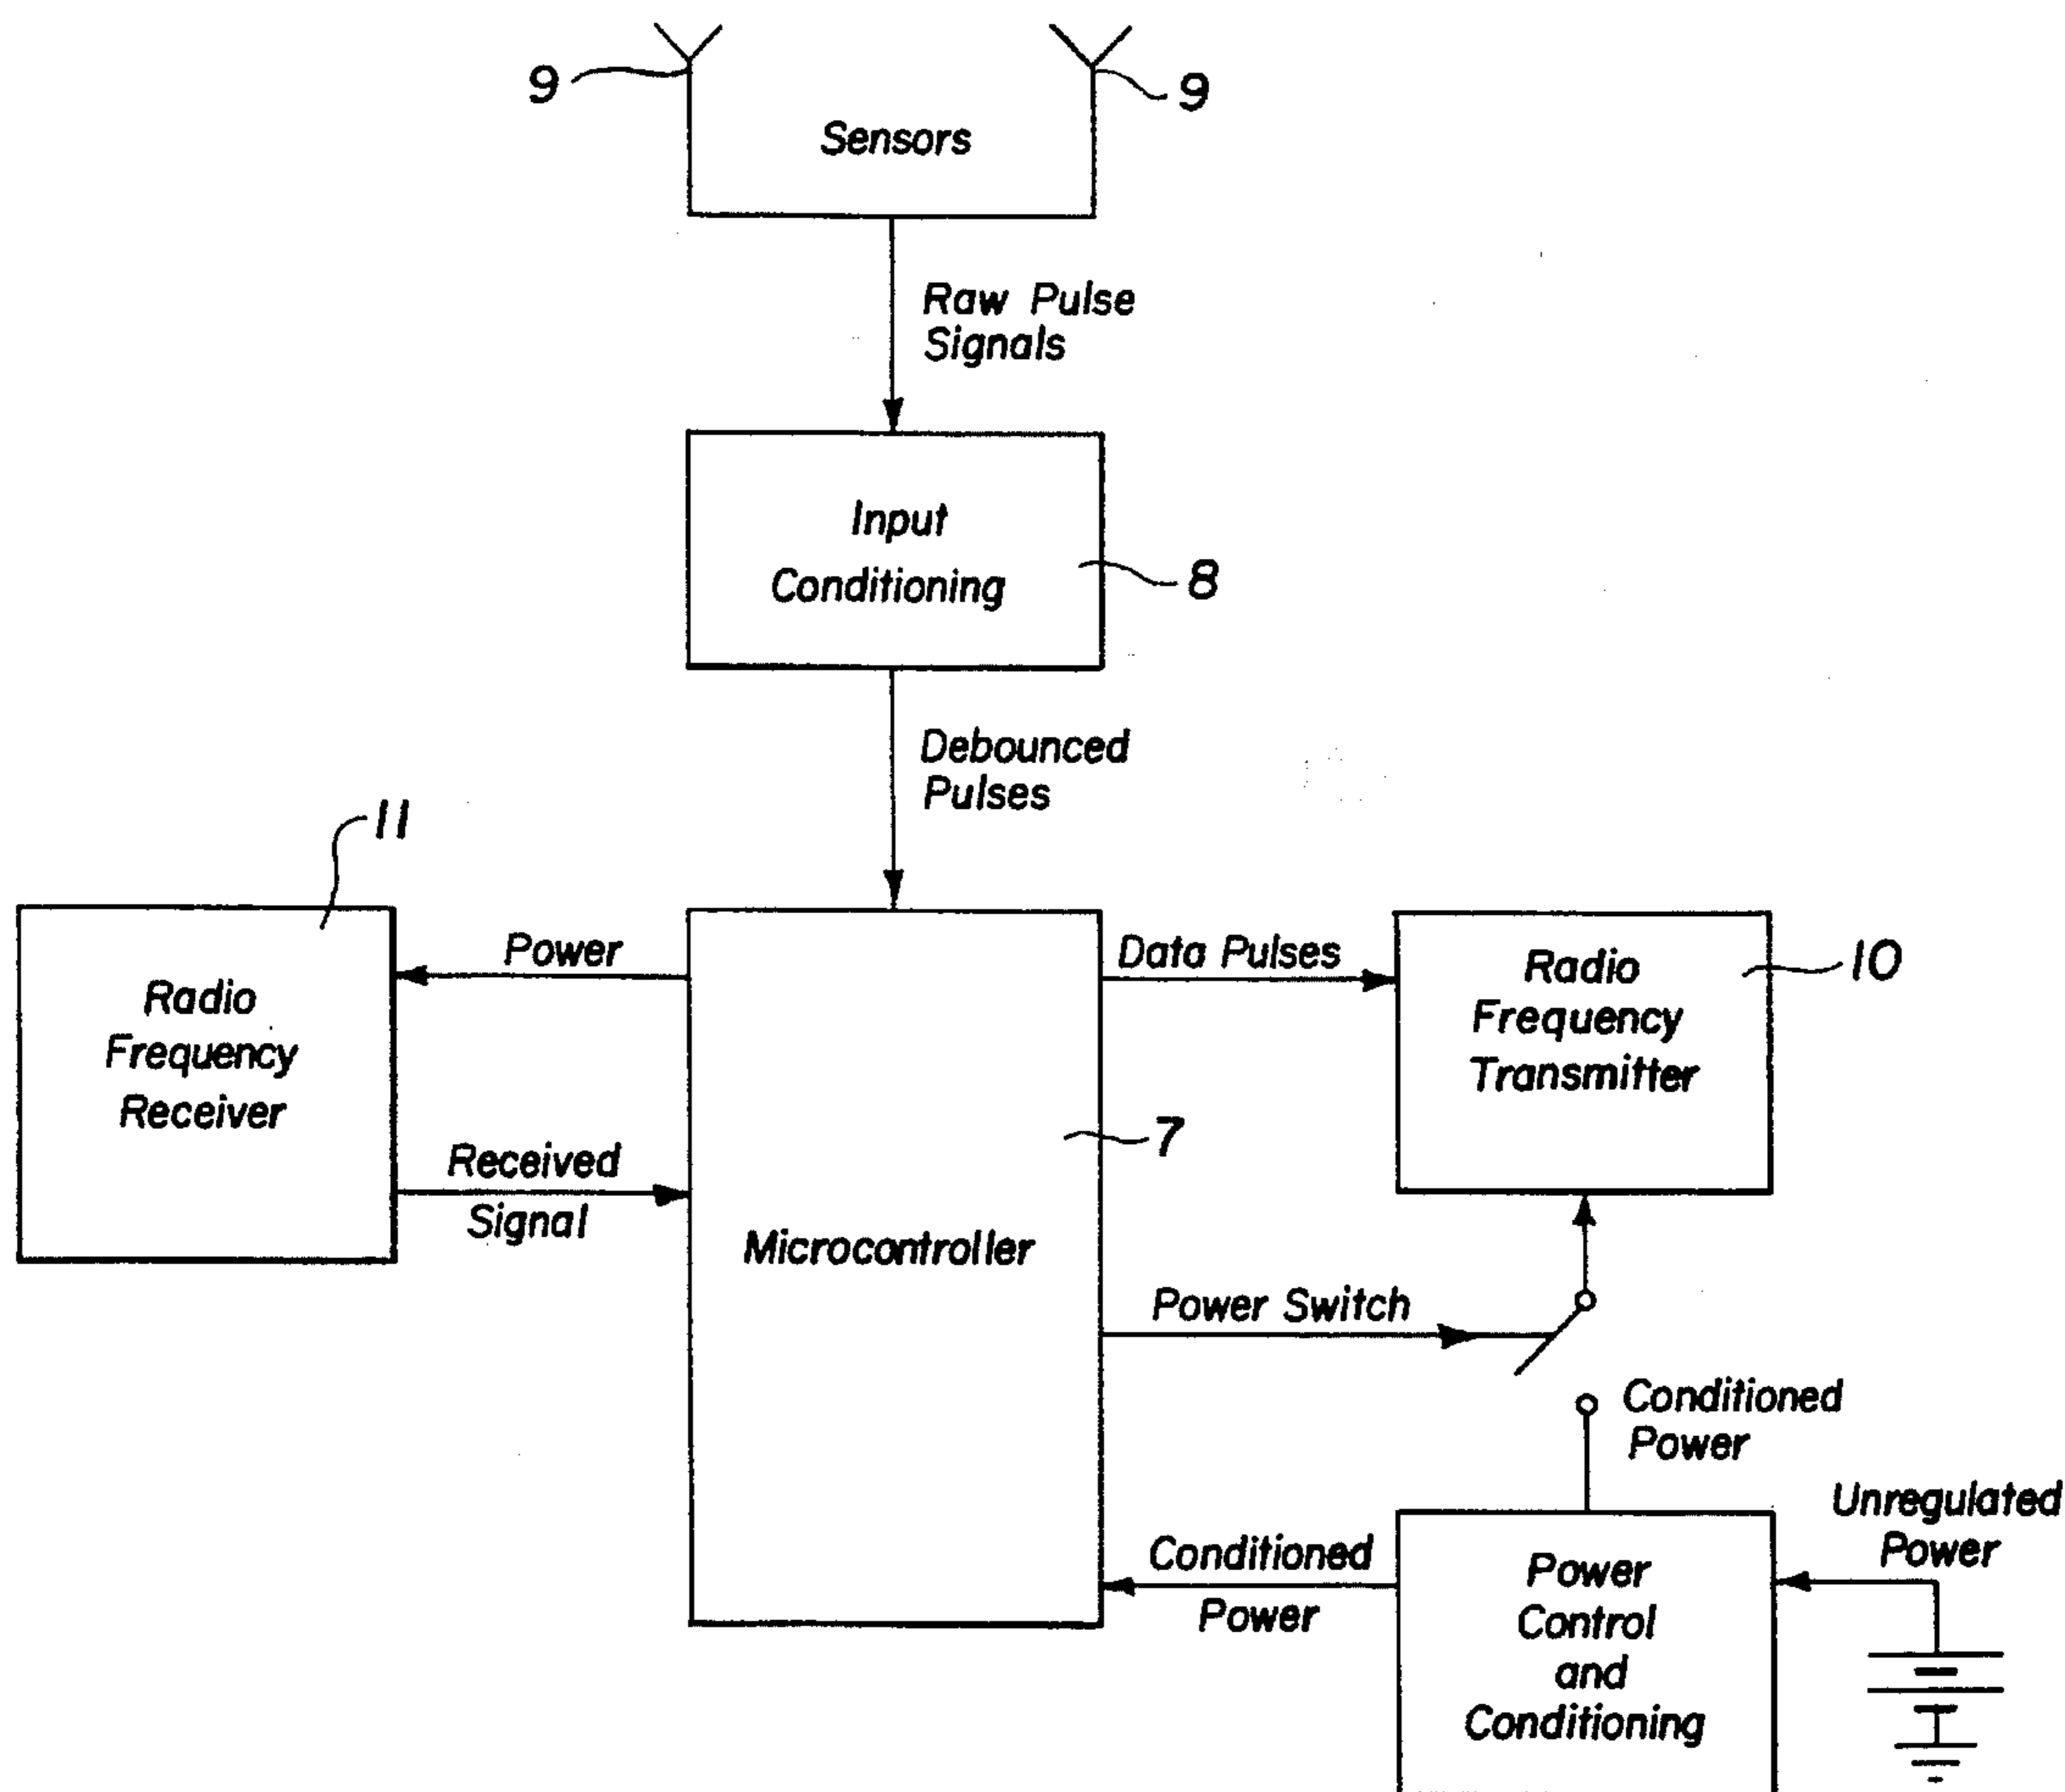 9
9
Sensors
Raw Pulse
Signals
Input
Conditioning
8
Debounced
Pulses
11
Radio
Frequency
Receiver
Power
Received
Signal
Microcontroller
7
Data Pulses
Radio
Frequency
Transmitter
10
Power Switch
Conditioned
Power
Conditioned
Power
Power
Control
and
Conditioning
Unregulated
Power